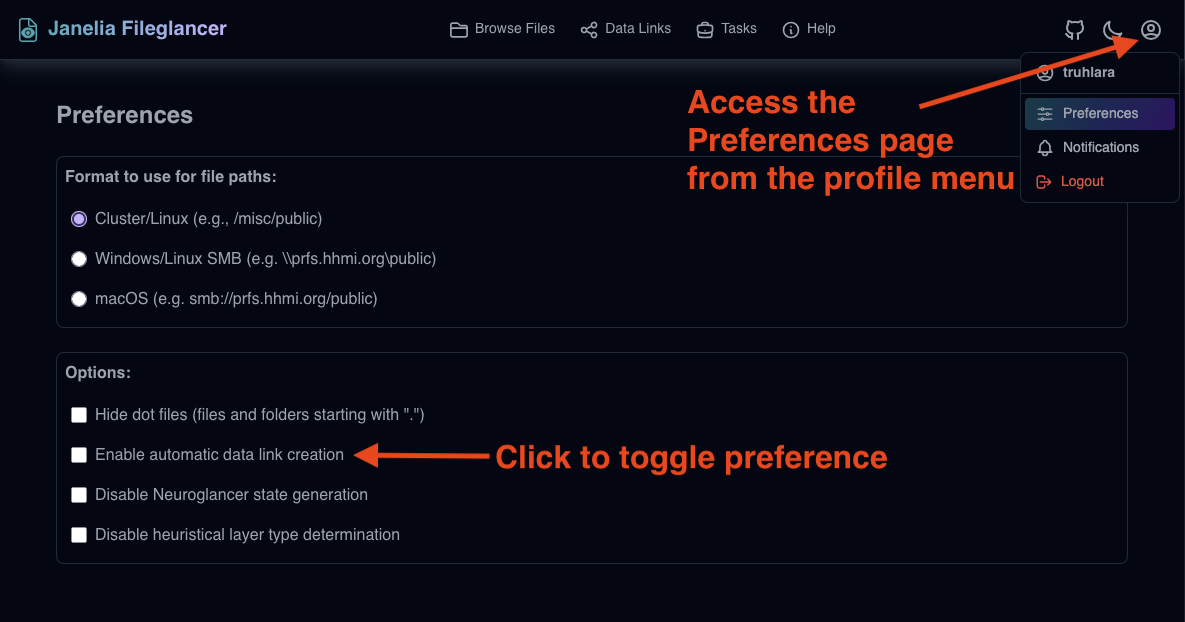 Janelia Fileglancer
Browse Files
Data Links
Tasks
Help
truhlara
Preferences
Notifications
Logout
Access the
Preferences page
from the profile menu
Preferences
Format to use for file paths:
Cluster/Linux (e.g., /misc/public)
Windows/Linux SMB (e.g. \\prfs.hhmi.org\public)
macOS (e.g. smb://prfs.hhmi.org/public)
Options:
Hide dot files (files and folders starting with ".")
Enable automatic data link creation
Click to toggle preference
Disable Neuroglancer state generation
Disable heuristical layer type determination